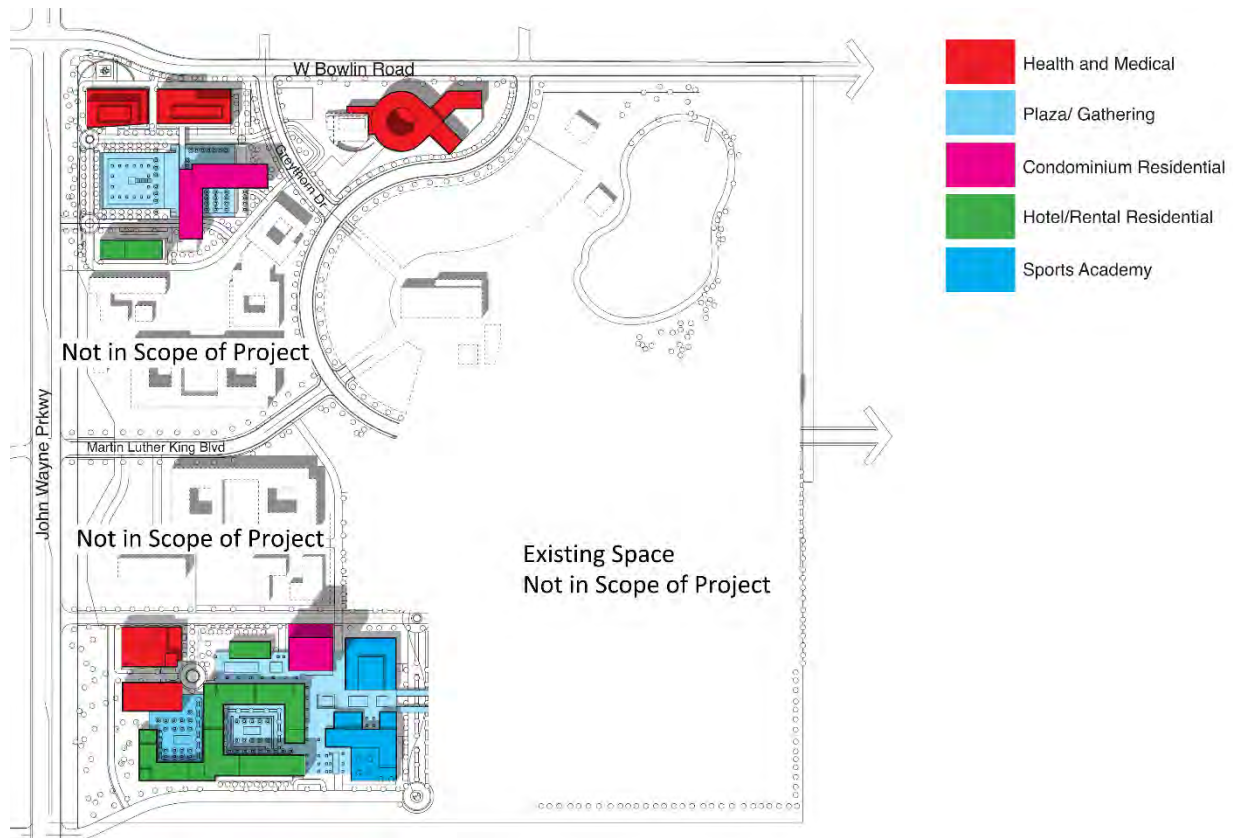 W Bowlin Road
Health and Medical
Plaza/ Gathering
Condominium Residential
Hotel/Rental Residential
Sports Academy
Greythorn Dr
Not in Scope of Project
John Wayne Prkwy
Martin Luther King Blvd
Not in Scope of Project
Existing Space
Not in Scope of Project